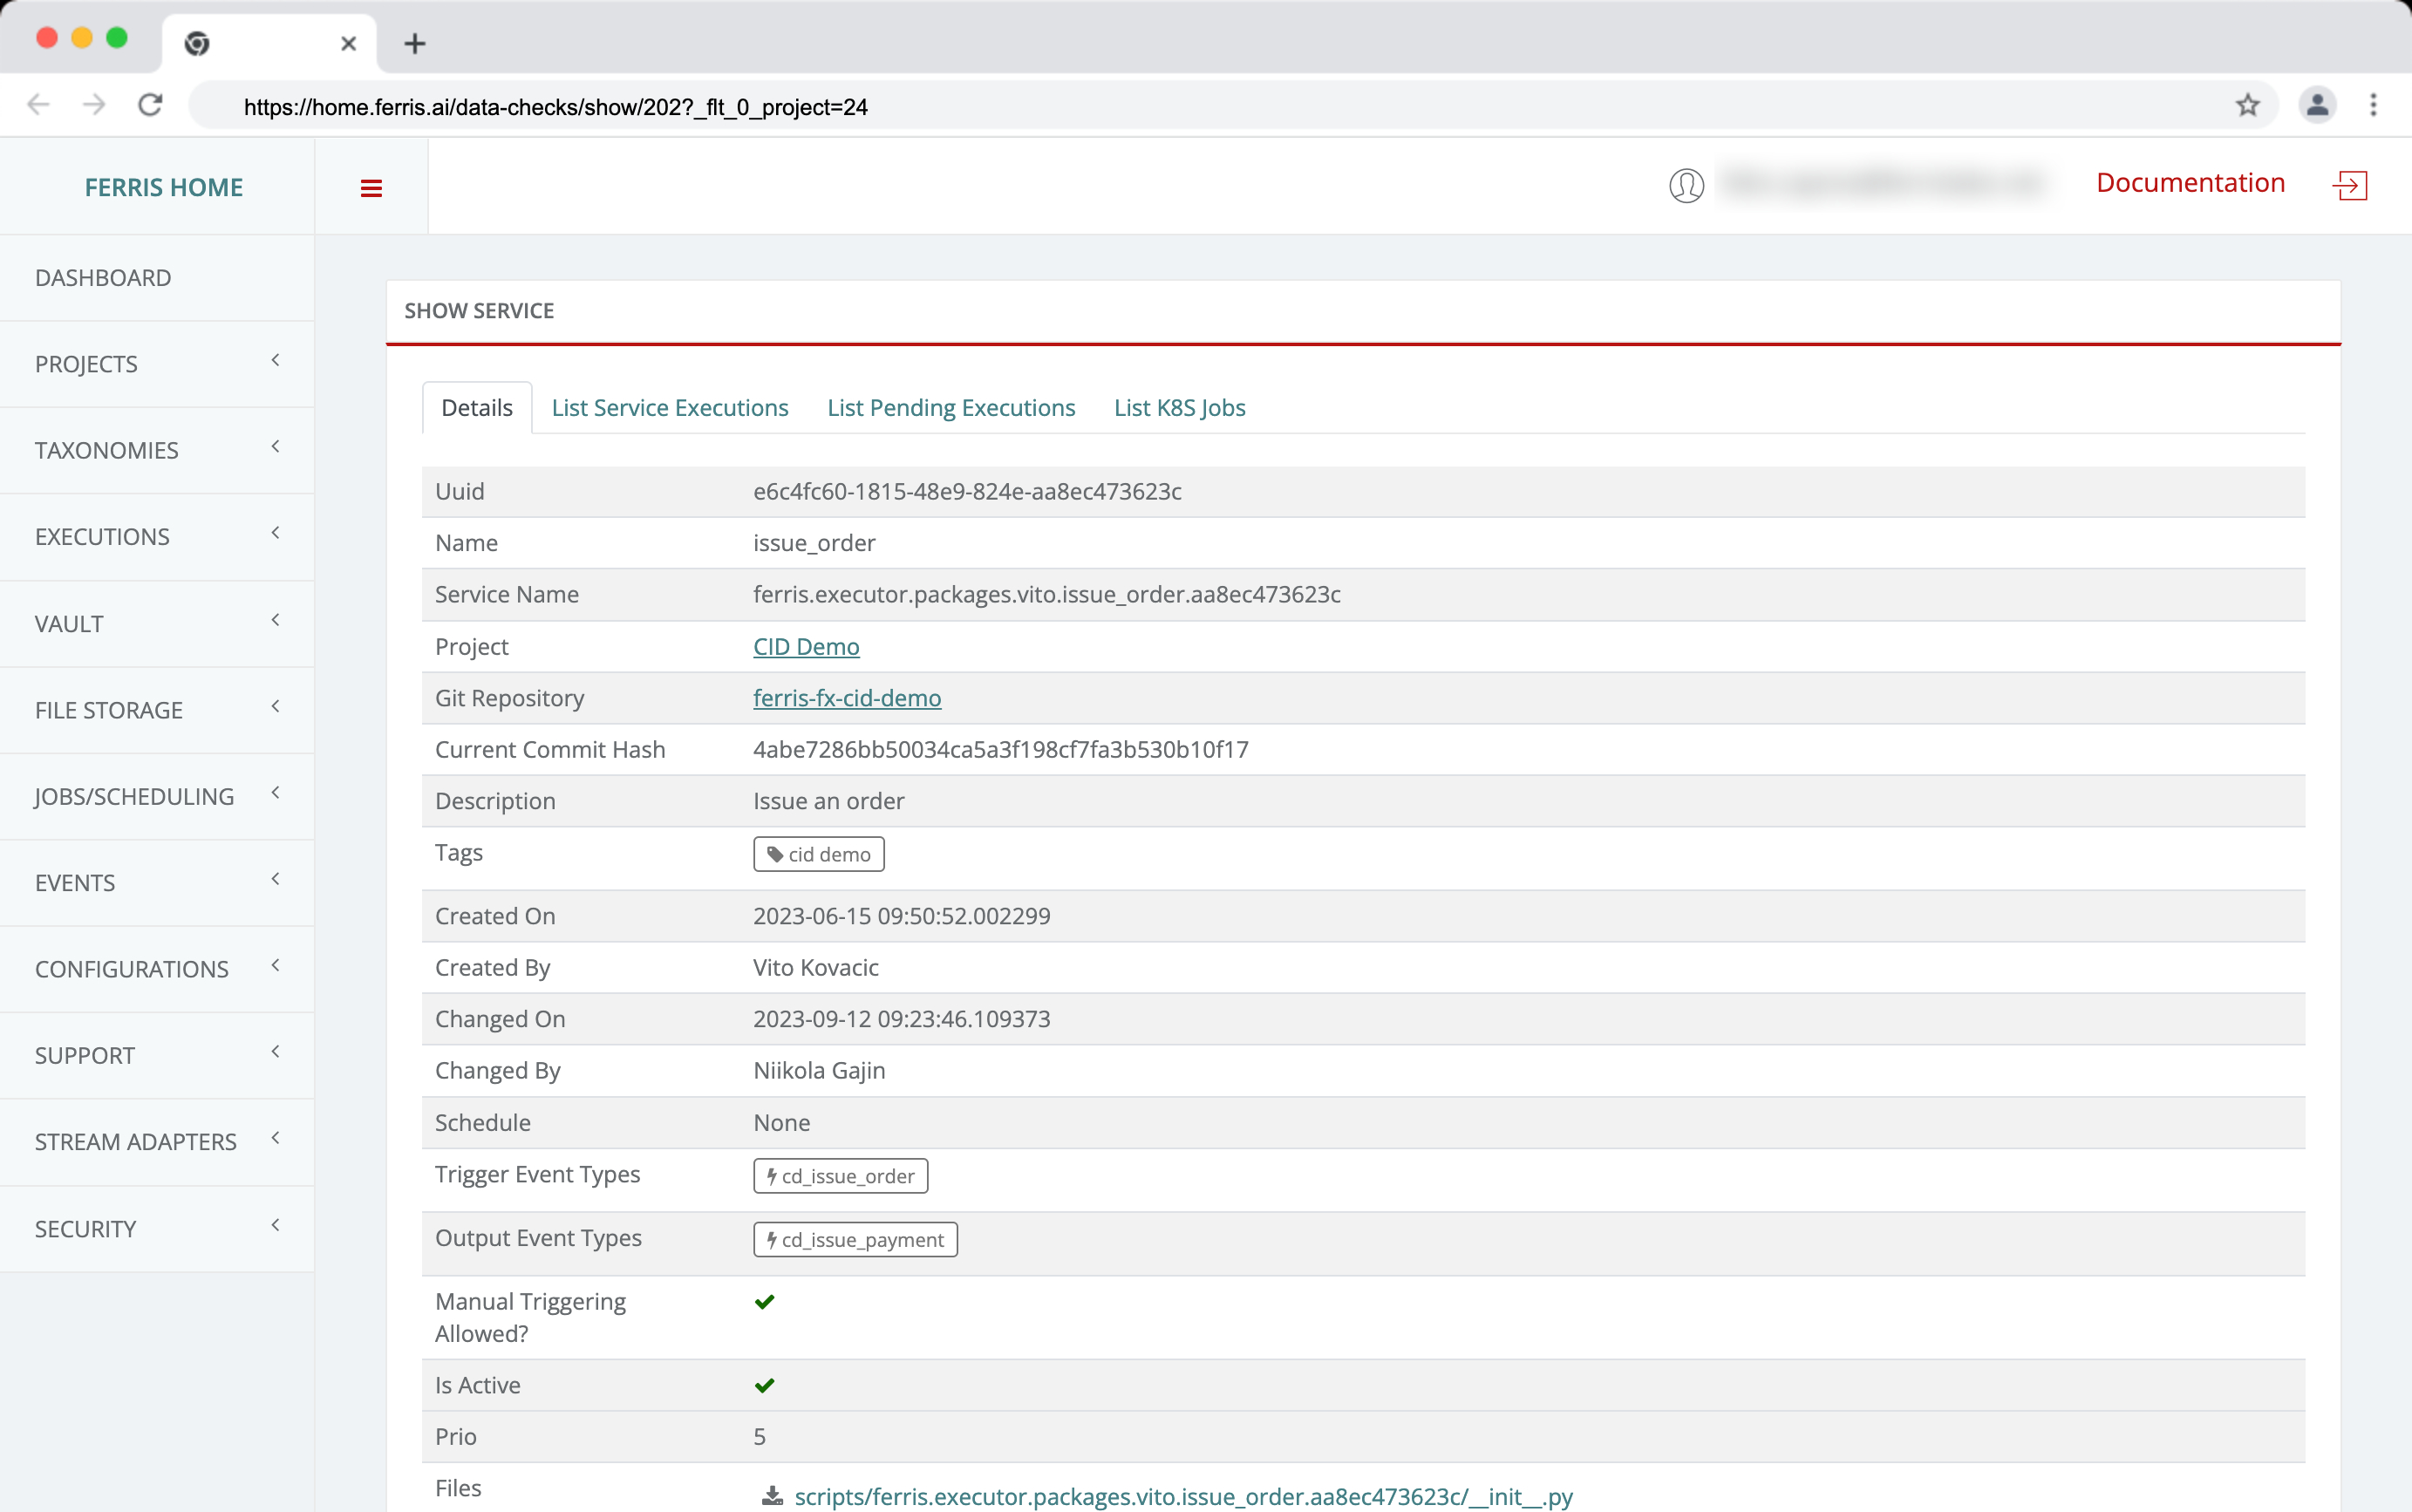 https://home.ferris.ai/data-checks/show/202?_flt_0_project=24
FERRIS HOME
Documentation
DASHBOARD
PROJECTS
TAXONOMIES
EXECUTIONS
VAULT
FILE STORAGE
JOBS/SCHEDULING
EVENTS
CONFIGURATIONS
SUPPORT
STREAM ADAPTERS
SECURITY
SHOW SERVICE
Details List Service Executions List Pending Executions List K8S Jobs
Uuid e6c4fc60-1815-48e9-824e-aa8ec473623c
Name issue_order
Service Name ferris.executor.packages.vito.issue_order.aa8ec473623c
Project CID Demo
Git Repository ferris-fx-cid-demo
Current Commit Hash 4abe7286bb50034ca5a3f198cf7fa3b530b10f17
Description Issue an order
Tags cid demo
Created On 2023-06-15 09:50:52.002299
Created By Vito Kovacic
Changed On 2023-09-12 09:23:46.109373
Changed By Niikola Gajin
Schedule None
Trigger Event Types cd_issue_order
Output Event Types cd_issue_payment
Manual Triggering
Allowed?
Is Active
Prio 5
Files scripts/ferris.executor.packages.vito.issue_order.aa8ec473623c/__init__.py